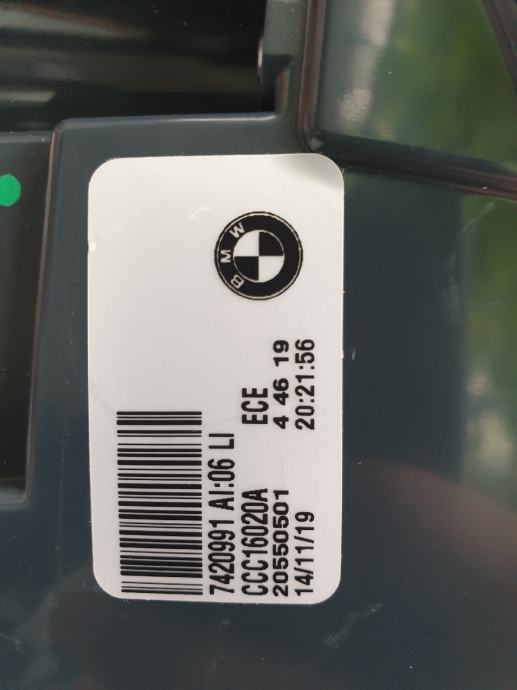 BMW
7420991 AI:06 LI
CCC16020A ECE
20550501 4 46 19
14/11/19 20:21:56